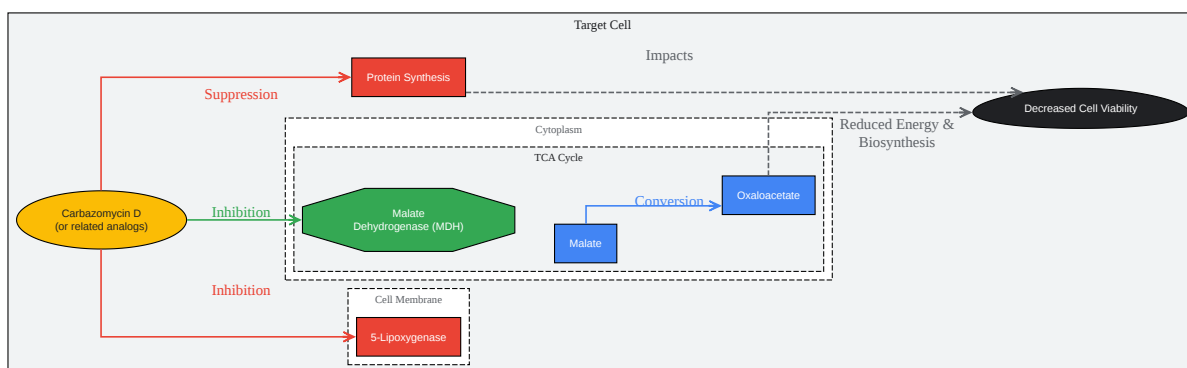 Target Cell
Impacts
Protein Synthesis
Suppression
Decreased Cell Viability
Reduced Energy &
Biosynthesis
Cytoplasm
TCA Cycle
Carbazomycin D
(or related analogs)
Inhibition
Malate
Dehydrogenase (MDH)
Malate
Conversion
Oxaloacetate
Inhibition
Cell Membrane
5-Lipoxygenase